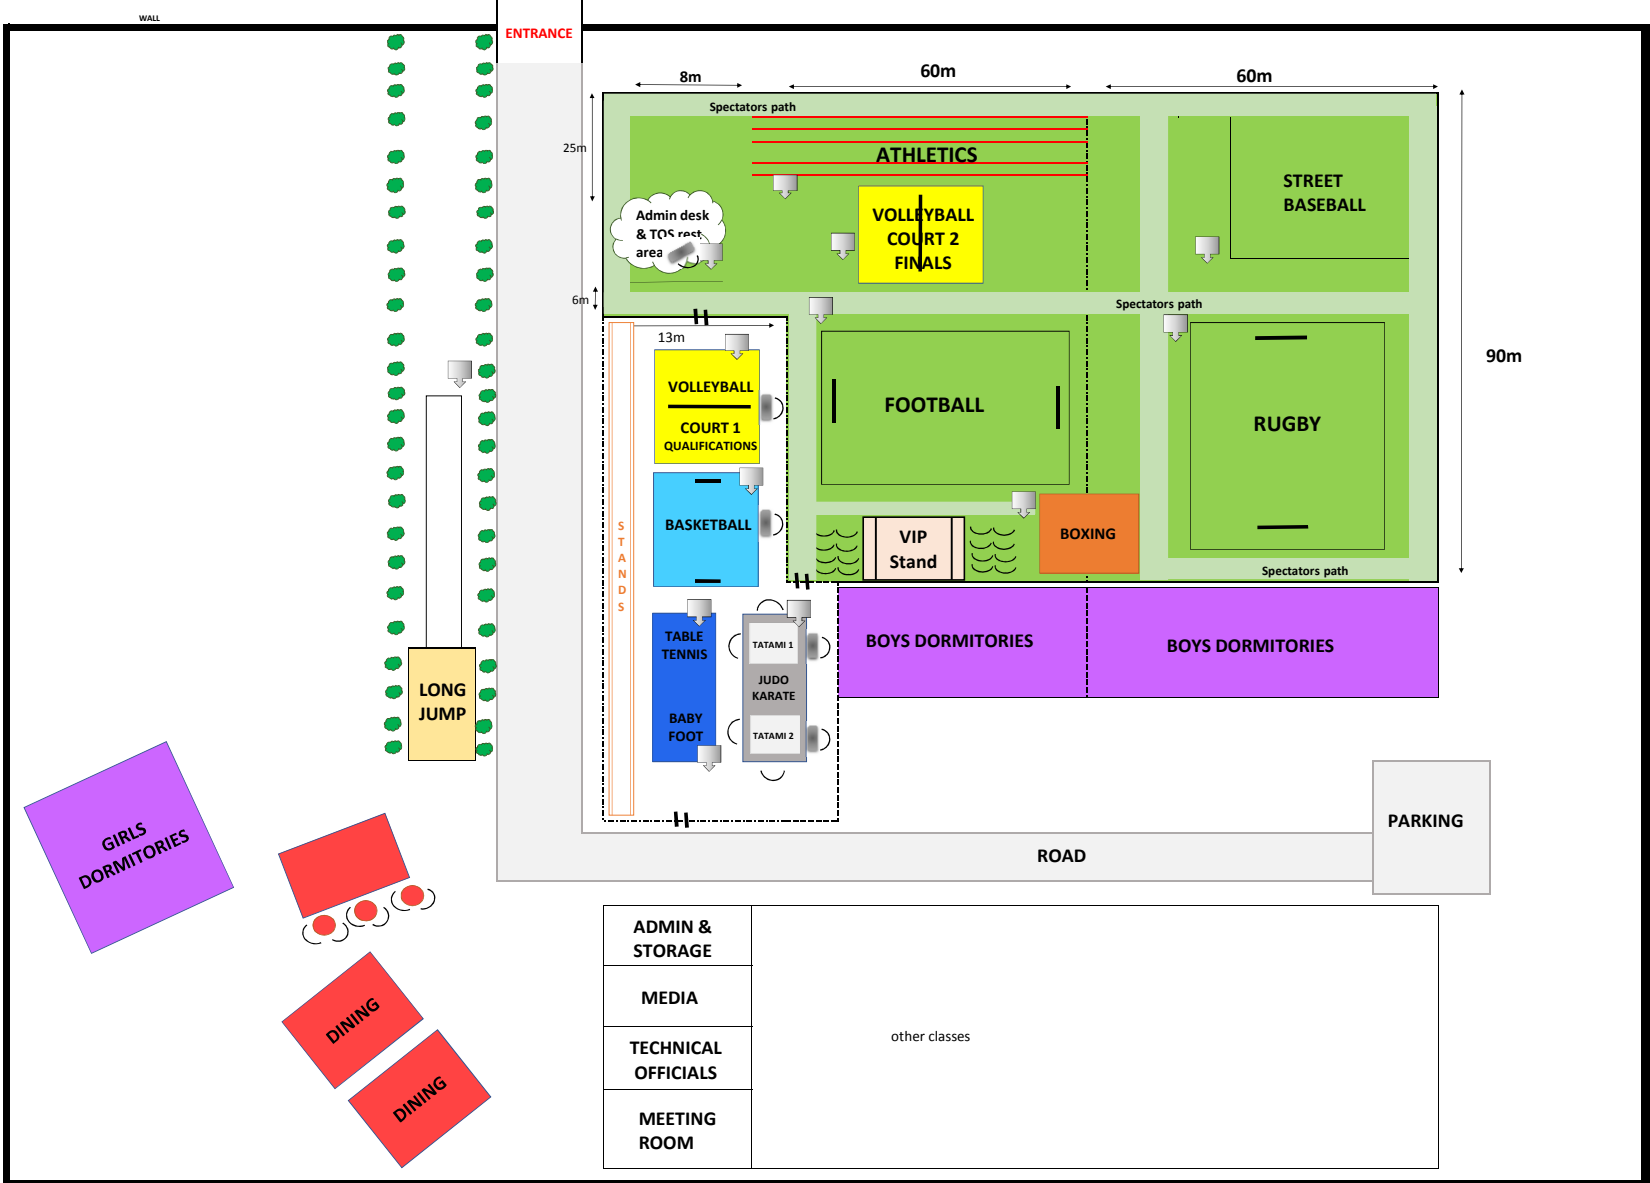 WALL
ENTRANCE
8m
60m
60m
Spectators path
25m
ATHLETICS
STREET
BASEBALL
Admin desk
& TOS rest
area
VOLLEYBALL
COURT 2
FINALS
6m
Spectators path
13m
90m
VOLLEYBALL
COURT 1
QUALIFICATIONS
FOOTBALL
RUGBY
STANDS
BASKETBALL
VIP
Stand
BOXING
Spectators path
TABLE
TENNIS
BABY
FOOT
TATAMI 1
JUDO
KARATE
TATAMI 2
BOYS DORMITORIES
BOYS DORMITORIES
LONG
JUMP
GIRLS
DORMITORIES
PARKING
ROAD
DINING
DINING
ADMIN &
STORAGE
MEDIA
TECHNICAL
OFFICIALS
MEETING
ROOM
other classes